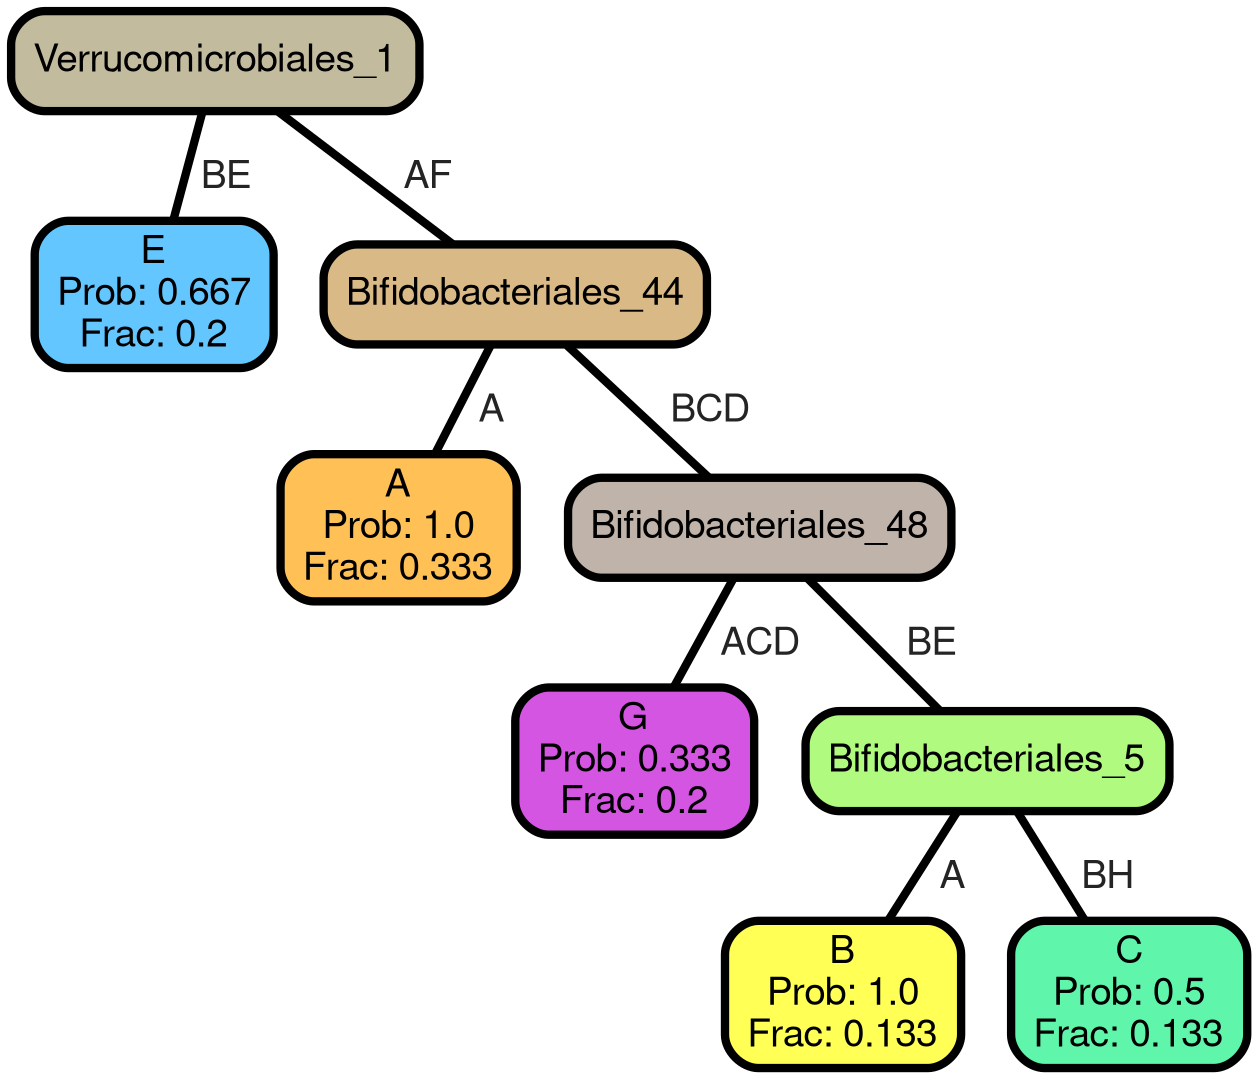 Verrucomicrobiales_1
BE
AF
E
Prob: 0.667
Frac: 0.2
Bifidobacteriales_44
A
BCD
A
Prob: 1.0
Frac: 0.333
Bifidobacteriales_48
ACD
BE
G
Prob: 0.333
Frac: 0.2
Bifidobacteriales_5
A
BH
B
Prob: 1.0
Frac: 0.133
C
Prob: 0.5
Frac: 0.133